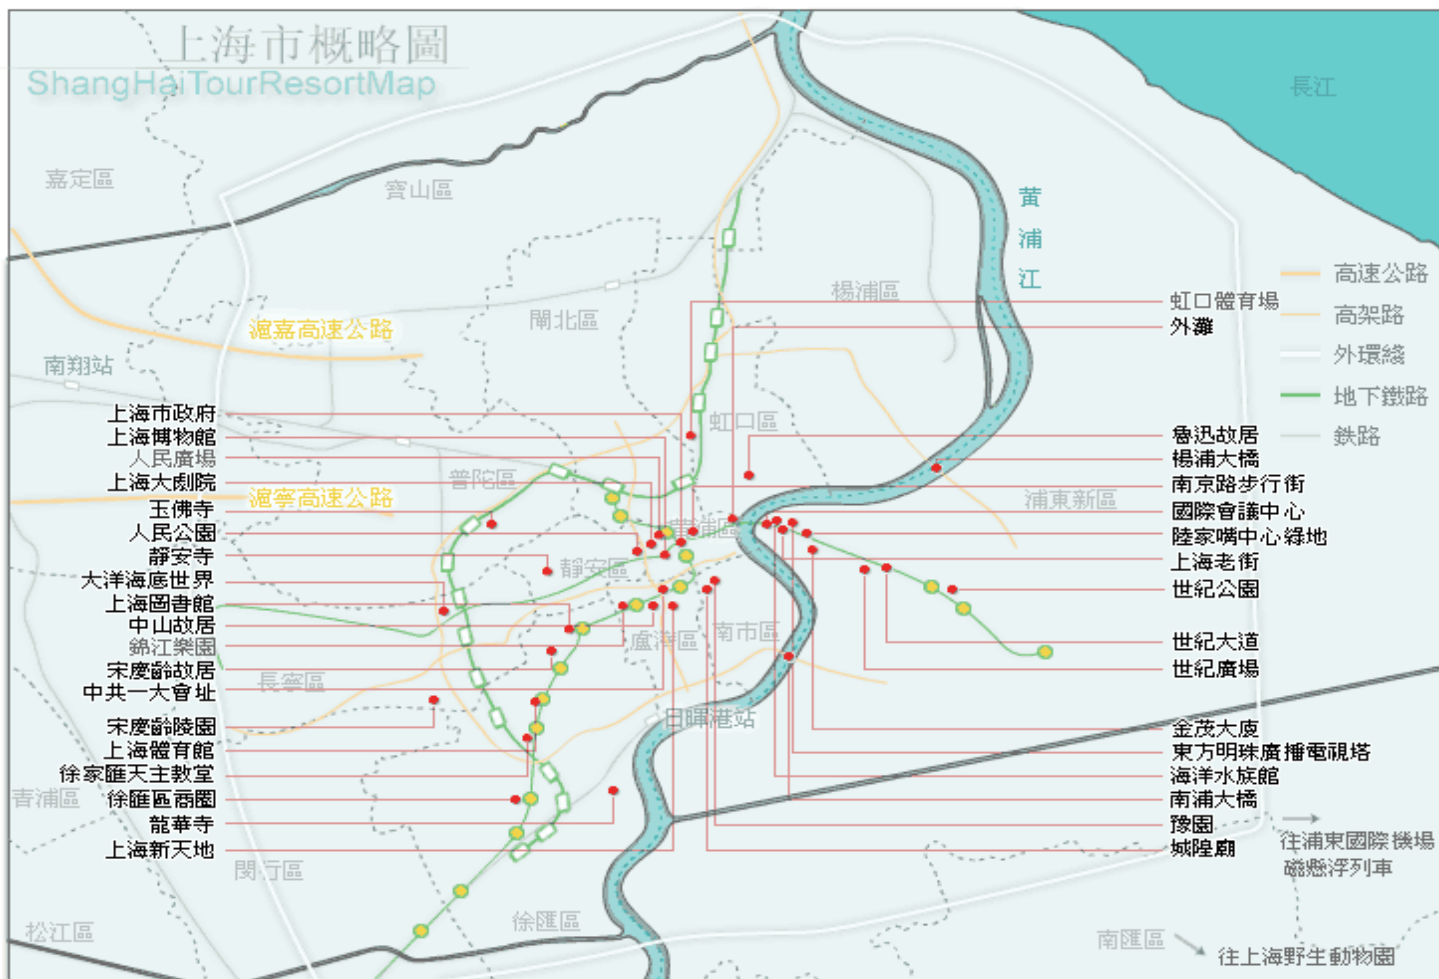 上海市概略圖
ShangHaiTourResortMap
長江
嘉定區
寶山區
黄浦江
楊浦區
高速公路
高架路
外環綫
地下鐵路
鉄路
虹口體育場
外灘
滬嘉高速公路
閘北區
南翔站
虹口區
上海市政府
上海博物館
人民廣場
上海大劇院
玉佛寺
人民公園
靜安寺
大洋海底世界
上海圖書館
中山故居
錦江樂園
宋慶齡故居
中共一大會址
宋慶齡陵園
上海體育館
徐家匯天主教堂
徐匯區商圈
龍華寺
上海新天地
滬寧高速公路
普陀區
黃浦區
靜安區
盧灣區
南市區
長寧區
日暉港站
浦東新區
魯迅故居
楊浦大橋
南京路步行街
國際會議中心
陸家嘴中心綠地
上海老街
世紀公園
世紀大道
世紀廣場
金茂大廈
東方明珠廣播電視塔
海洋水族館
南浦大橋
豫園
城隍廟
青浦區
閔行區
松江區
徐匯區
南匯區
往浦東國際機場
磁懸浮列車
往上海野生動物園